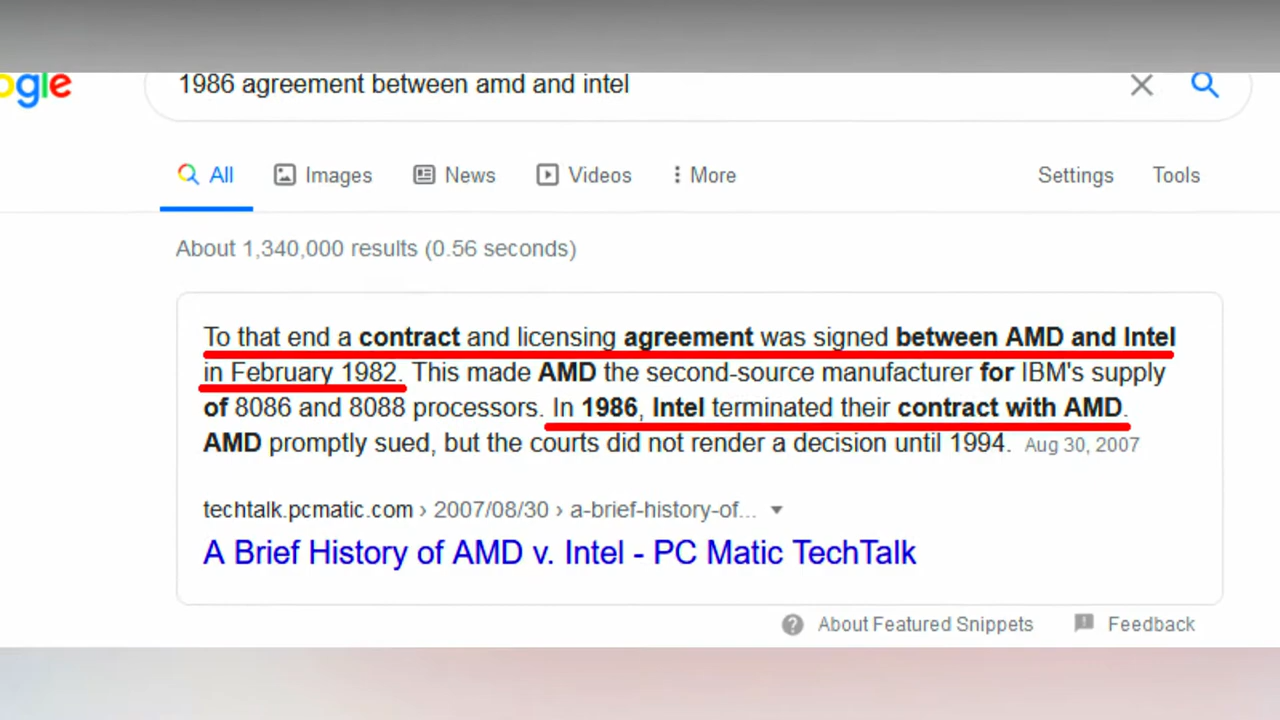 ogle
1986 agreement between amd and intel
All Images News Videos More Settings Tools
About 1,340,000 results (0.56 seconds)
To that end a contract and licensing agreement was signed between AMD and Intel
in February 1982. This made AMD the second-source manufacturer for IBM's supply
of 8086 and 8088 processors. In 1986, Intel terminated their contract with AMD.
AMD promptly sued, but the courts did not render a decision until 1994. Aug 30, 2007
techtalk.pcmatic.com › 2007/08/30 › a-brief-history-of...
A Brief History of AMD v. Intel - PC Matic TechTalk
About Featured Snippets Feedback